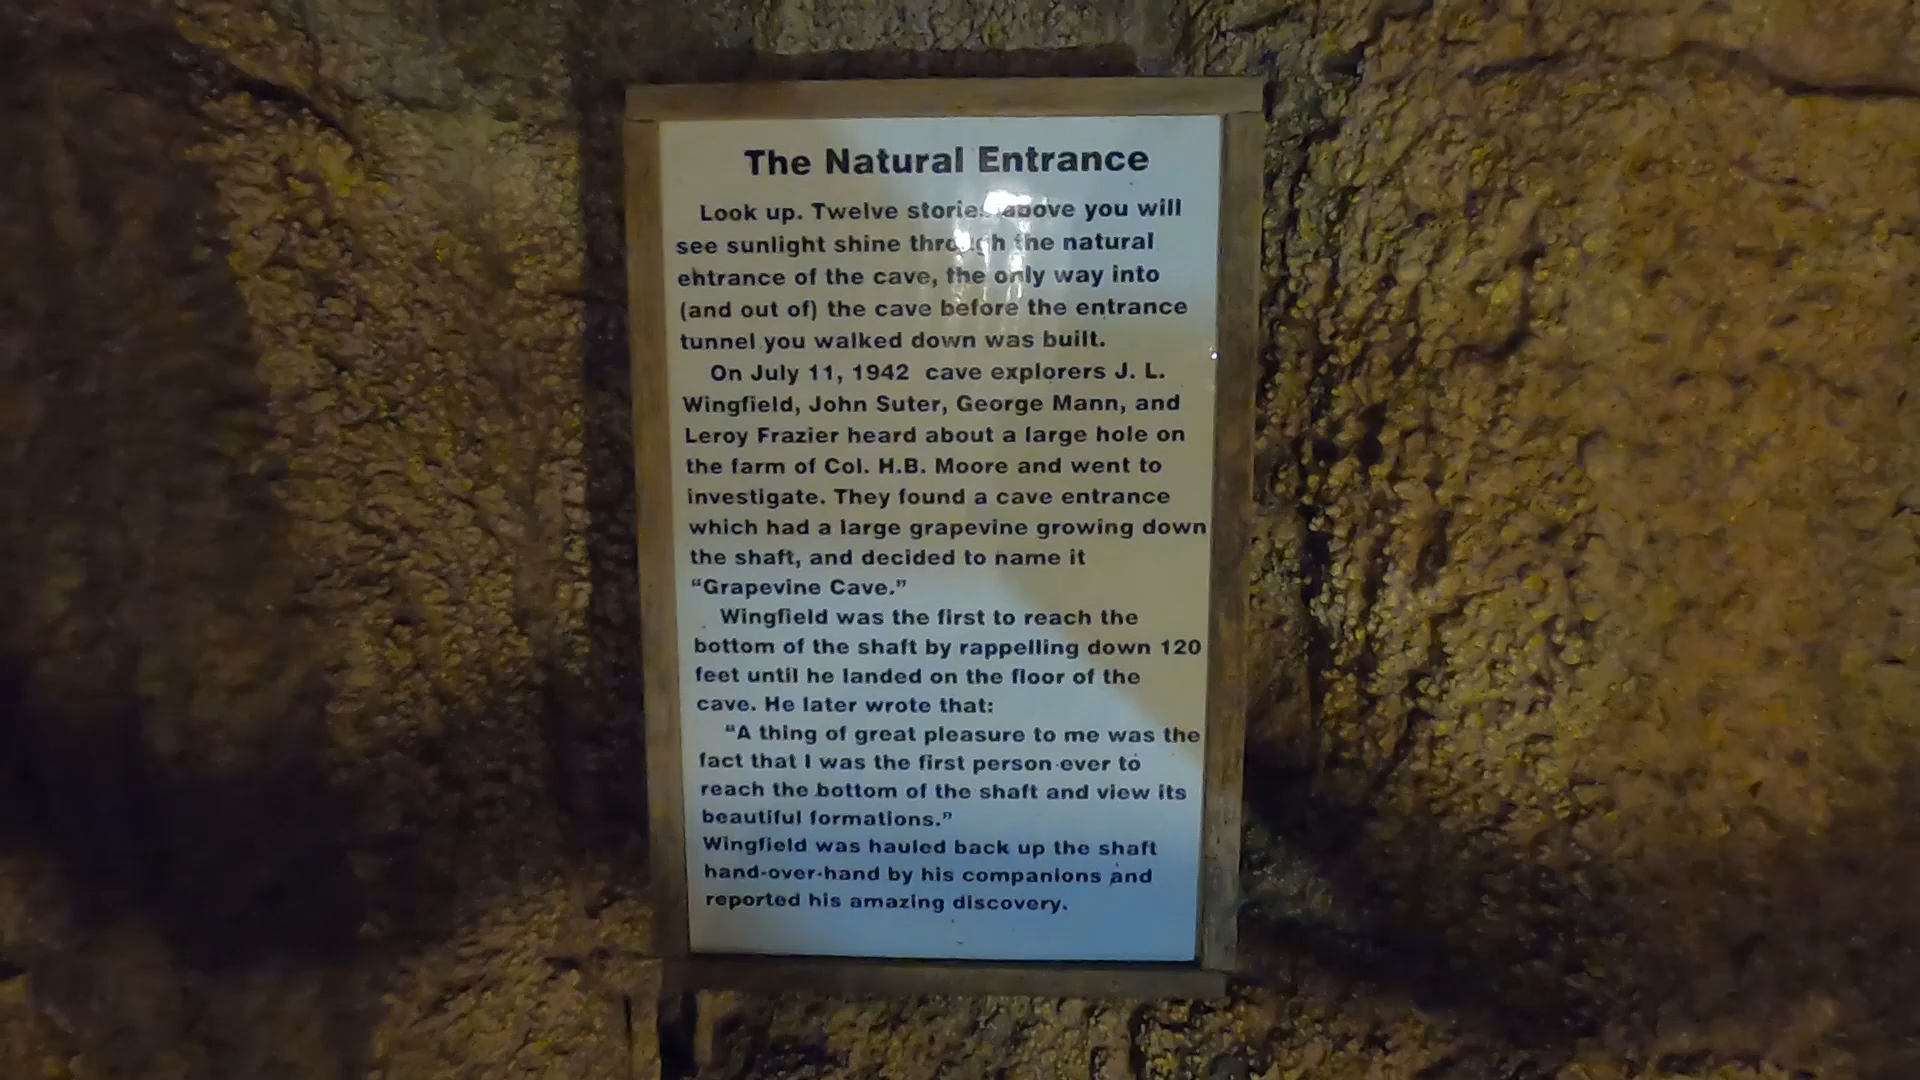 The Natural Entrance
Look up. Twelve stories above you will
see sunlight shine through the natural
entrance of the cave, the only way into
(and out of) the cave before the entrance
tunnel you walked down was built.
On July 11, 1942 cave explorers J. L.
Wingfield, John Suter, George Mann, and
Leroy Frazier heard about a large hole on
the farm of Col. H.B. Moore and went to
investigate. They found a cave entrance
which had a large grapevine growing down
the shaft, and decided to name it
“Grapevine Cave.”
Wingfield was the first to reach the
bottom of the shaft by rappelling down 120
feet until he landed on the floor of the
cave. He later wrote that:
“A thing of great pleasure to me was the
fact that I was the first person ever to
reach the bottom of the shaft and view its
beautiful formations.”
Wingfield was hauled back up the shaft
hand-over-hand by his companions and
reported his amazing discovery.